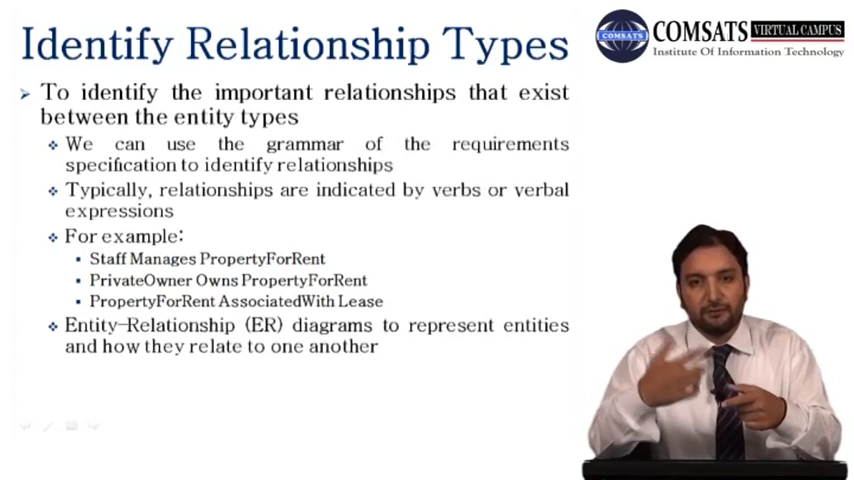 Identify Relationship Types
COMSATS VIRTUAL CAMPUS
COMSATS
Institute Of Information Technology
➢ To identify the important relationships that exist
between the entity types
❖ We can use the grammar of the requirements
specification to identify relationships
❖ Typically, relationships are indicated by verbs or verbal
expressions
❖ For example:
▪ Staff Manages PropertyForRent
▪ PrivateOwner Owns PropertyForRent
▪ PropertyForRent AssociatedWith Lease
❖ Entity-Relationship (ER) diagrams to represent entities
and how they relate to one another